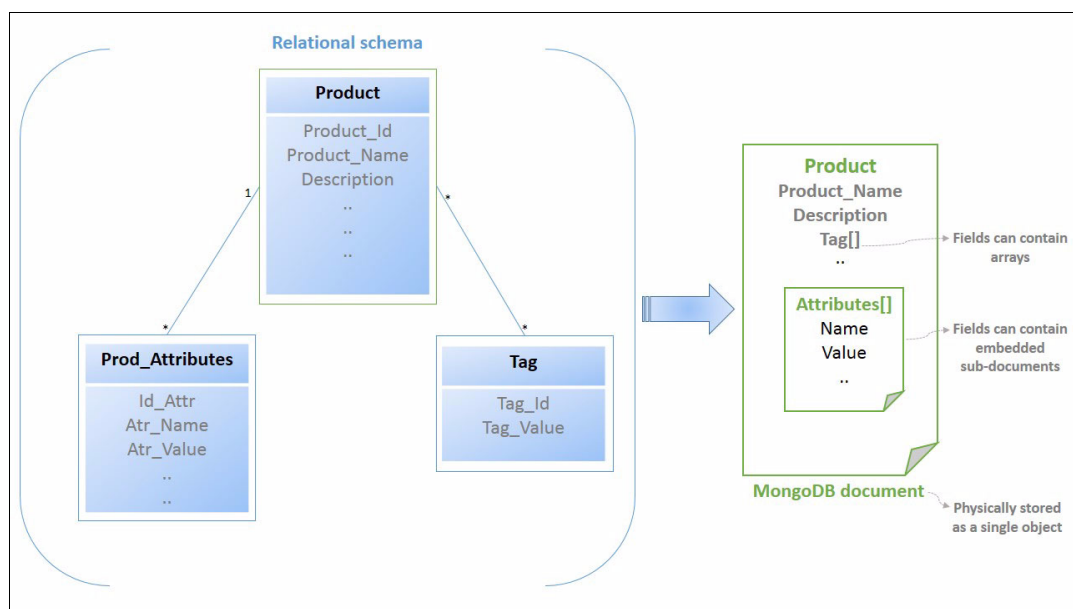 Relational schema
Product
Product_Id
Product_Name
Description
..
..
..
1
*
*
*
Prod_Attributes
Id_Attr
Atr_Name
Atr_Value
..
..
Tag
Tag_Id
Tag_Value
Product
Product_Name
Description
Tag[]
..
Fields can contain
arrays
Attributes[]
Name
Value
..
Fields can contain
embedded
sub-documents
MongoDB document
Physically stored
as a single object